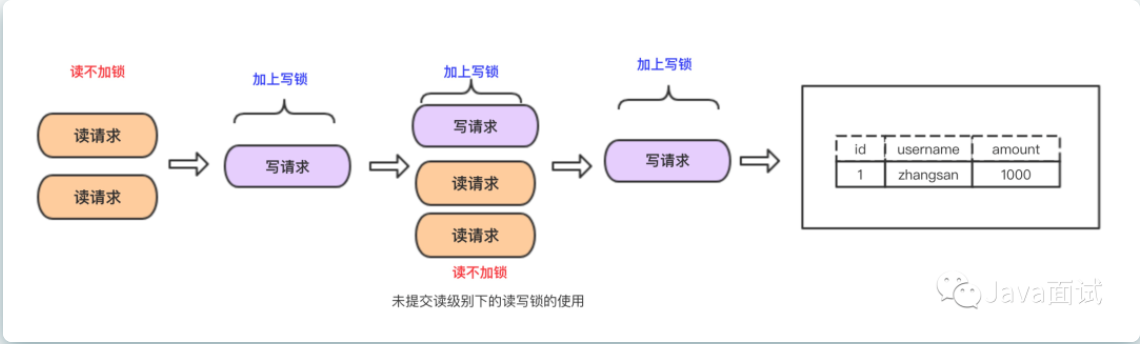 读不加锁
读请求
读请求
加上写锁
写请求
加上写锁
写请求
读请求
读请求
读不加锁
未提交读级别下的读写锁的使用
加上写锁
写请求
id username amount
1 zhangsan 1000
Java面试